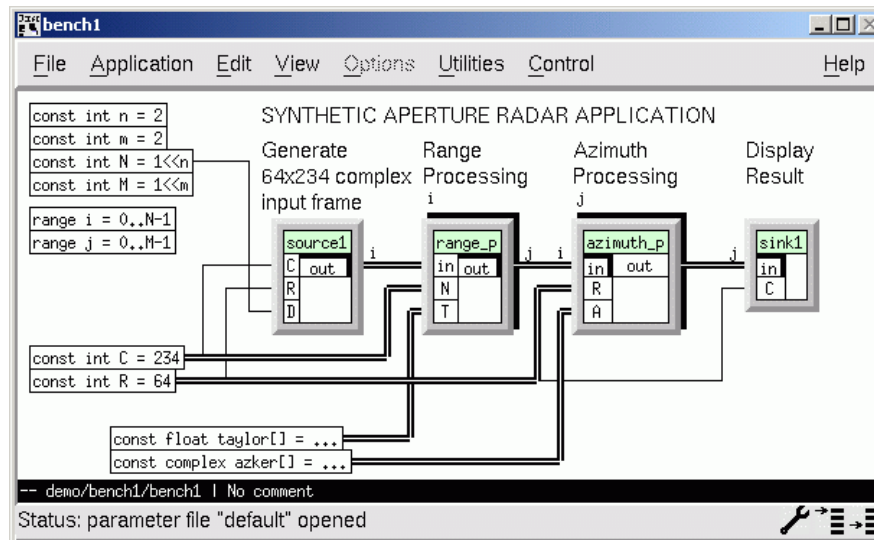 bench1
File Application Edit View Options Utilities Control Help
const int n = 2
const int m = 2
const int N = 1<<n
const int M = 1<<m
range i = 0..N-1
range j = 0..M-1
SYNTHETIC APERTURE RADAR APPLICATION
Generate
64x234 complex
input frame
Range
Processing
Azimuth
Processing
Display
Result
source1
C out
R
D
i
i
range_p
in out
N
T
j
i
j
azimuth_p
in out
R
A
j
sink1
in
C
const int C = 234
const int R = 64
const float taylor[] = ...
const complex azker[] = ...
-- demo/bench1/bench1 | No comment
Status: parameter file "default" opened